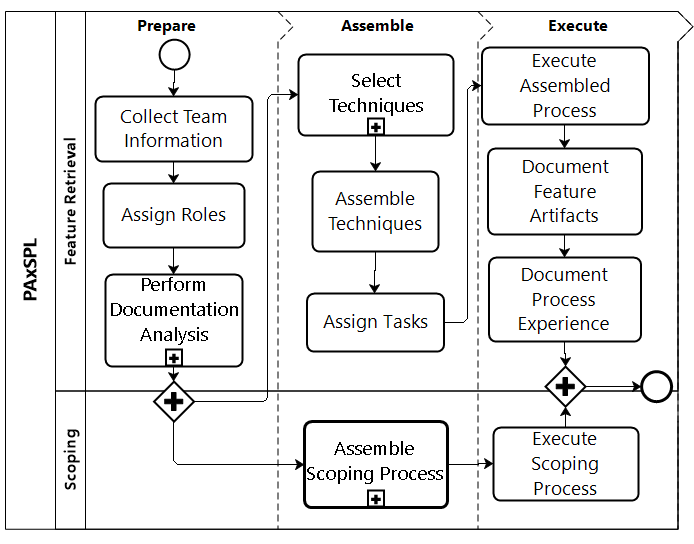 Prepare
Assemble
Execute
PAxSPL
Feature Retrieval
Collect Team
Information
Assign Roles
Perform
Documentation
Analysis
Select
Techniques
Assemble
Techniques
Assign Tasks
Execute
Assembled
Process
Document
Feature
Artifacts
Document
Process
Experience
Scoping
Assemble
Scoping Process
Execute
Scoping
Process